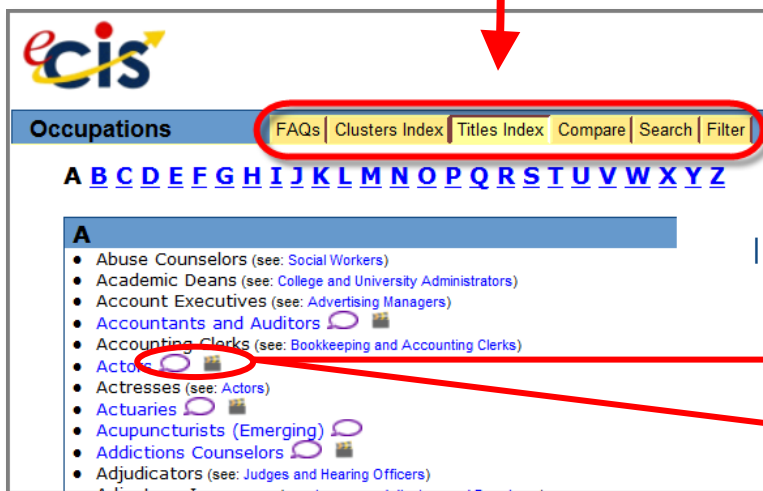 ecis
Occupations FAQs Clusters Index Titles Index Compare Search Filter
A B C D E F G H I J K L M N O P Q R S T U V W X Y Z
A
Abuse Counselors (see: Social Workers)
Academic Deans (see: College and University Administrators)
Account Executives (see: Advertising Managers)
Accountants and Auditors
Accounting Clerks (see: Bookkeeping and Accounting Clerks)
Actors
Actresses (see: Actors)
Actuaries
Acupuncturists (Emerging)
Addictions Counselors
Adjudicators (see: Judges and Hearing Officers)